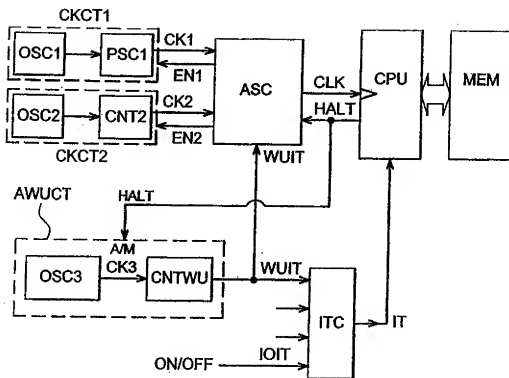 CKCT1
OSC1
PSC1
CK1
EN1
OSC2
CNT2
CK2
EN2
CKCT2
ASC
CLK
HALT
CPU
MEM
WUIT
AWUCT
HALT
A/M
OSC3
CK3
CNTWU
WUIT
ITC
IT
ON/OFF
IOIT